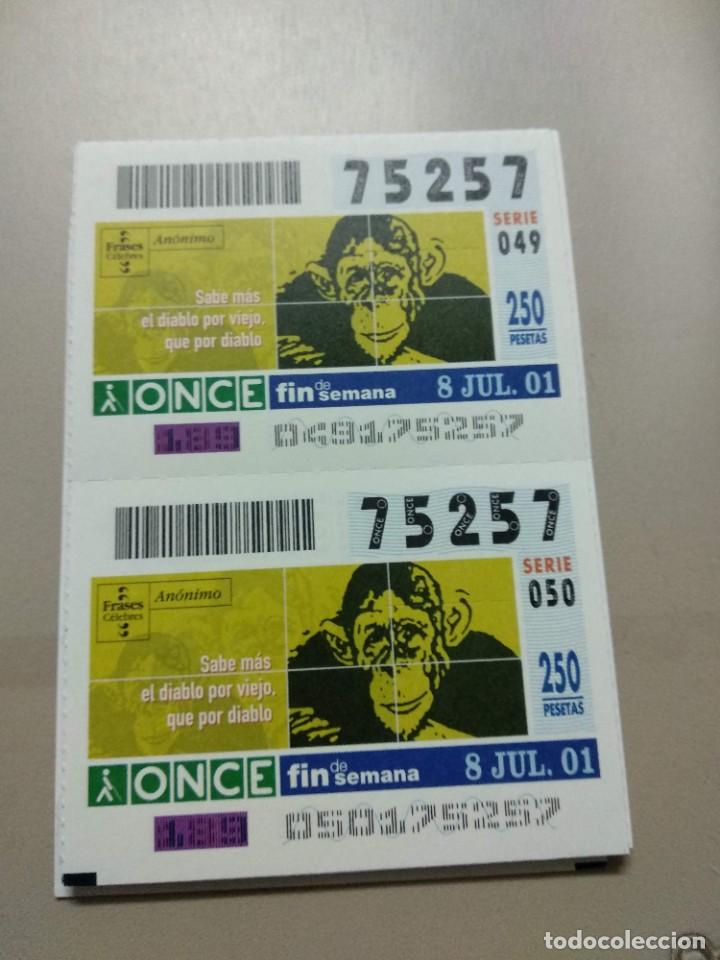 75257
SERIE
049
Frases
Célebres
Anónimo
Sabe más
el diablo por viejo,
que por diablo
250
PESETAS
ONCE
fin de semana
8 JUL. 01
049175257
75257
SERIE
050
Frases
Célebres
Anónimo
Sabe más
el diablo por viejo,
que por diablo
250
PESETAS
ONCE
fin de semana
8 JUL. 01
050175257
todocoleccion.net